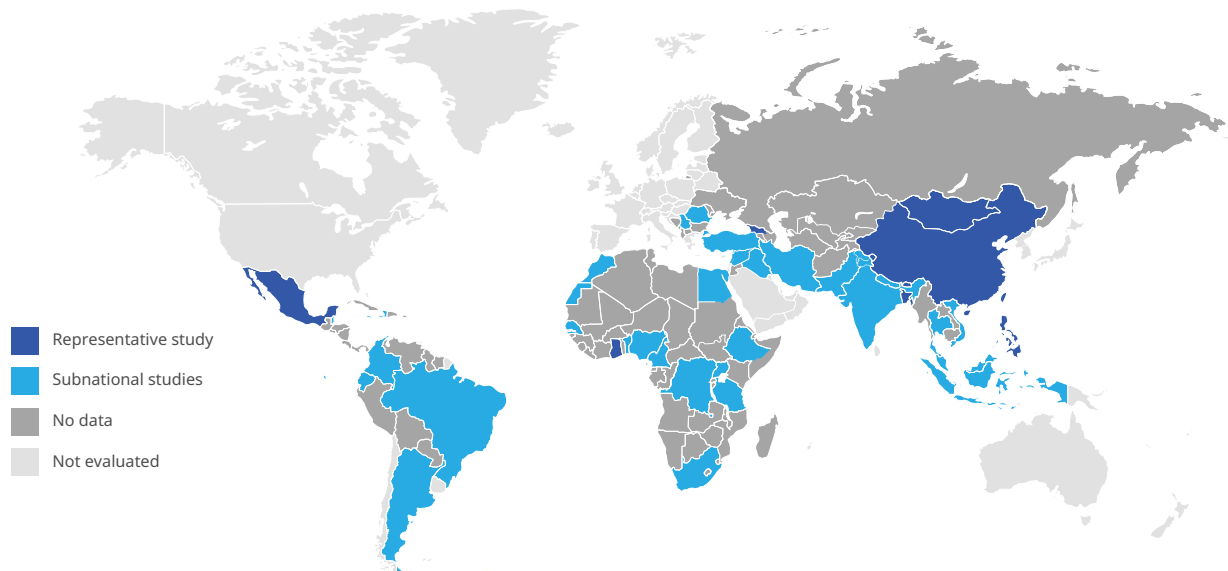 Representative study
Subnational studies
No data
Not evaluated